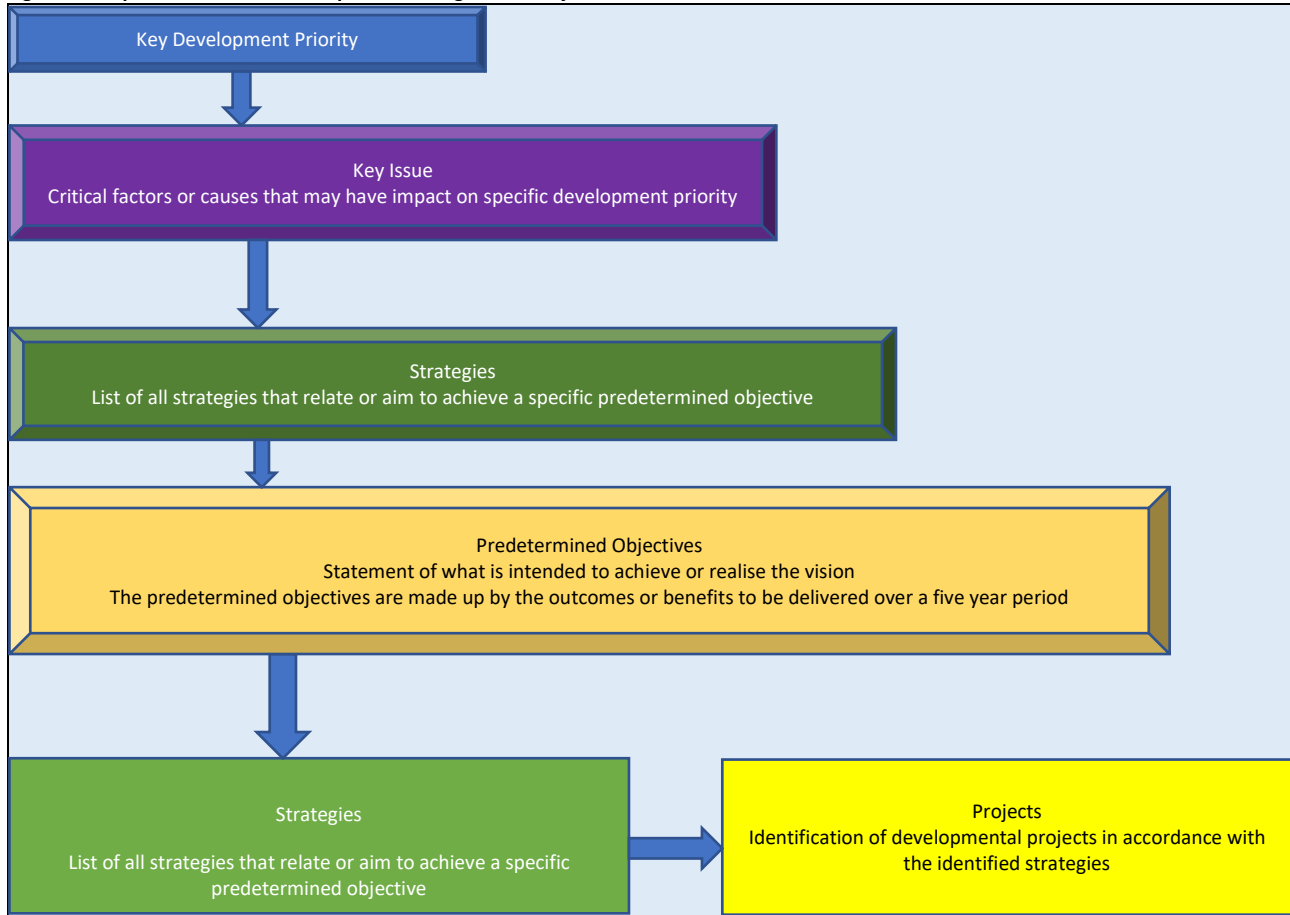 Key Development Priority
Key Issue
Critical factors or causes that may have impact on specific development priority
Strategies
List of all strategies that relate or aim to achieve a specific predetermined objective
Predetermined Objectives
Statement of what is intended to achieve or realise the vision
The predetermined objectives are made up by the outcomes or benefits to be delivered over a five year period
Strategies
List of all strategies that relate or aim to achieve a specific
predetermined objective
Projects
Identification of developmental projects in accordance with
the identified strategies